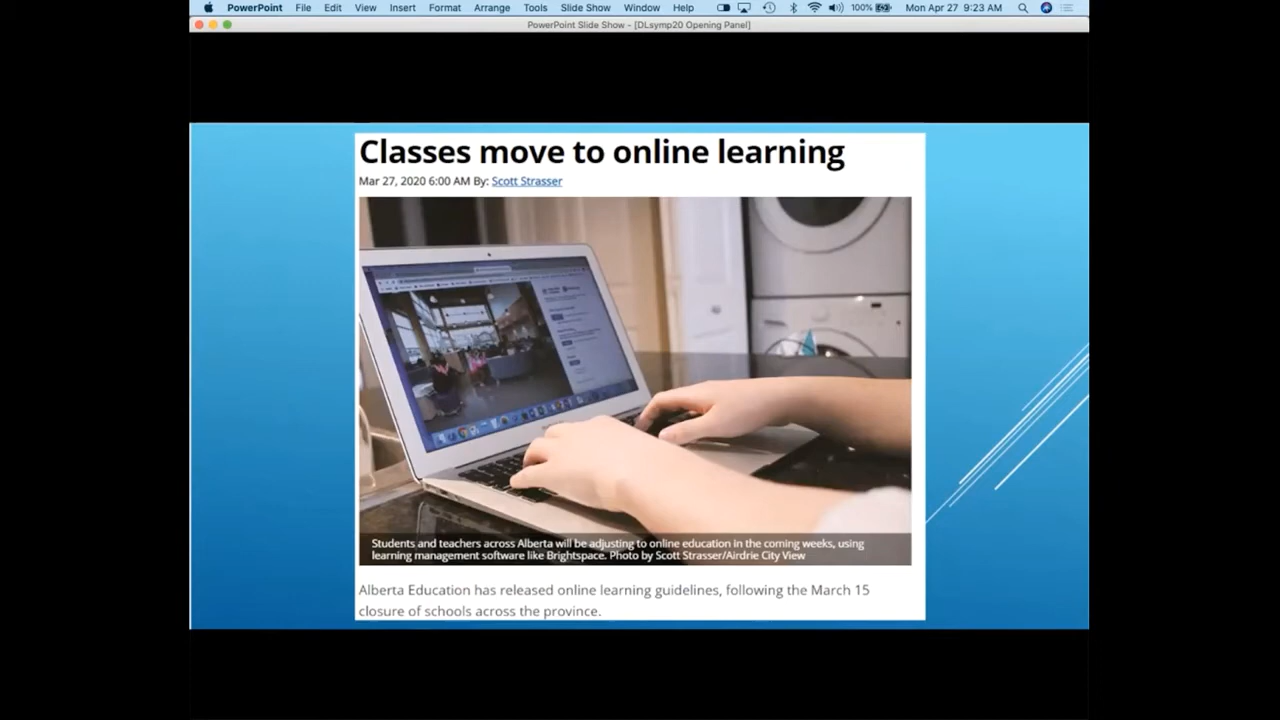 PowerPoint File Edit View Insert Format Arrange Tools Slide Show Window Help 100% Mon Apr 27 9:23 AM
PowerPoint Slide Show - [DLsymp20 Opening Panel]
Classes move to online learning
Mar 27, 2020 6:00 AM By: Scott Strasser
Students and teachers across Alberta will be adjusting to online education in the coming weeks, using
learning management software like Brightspace. Photo by Scott Strasser/Airdrie City View
Alberta Education has released online learning guidelines, following the March 15
closure of schools across the province.